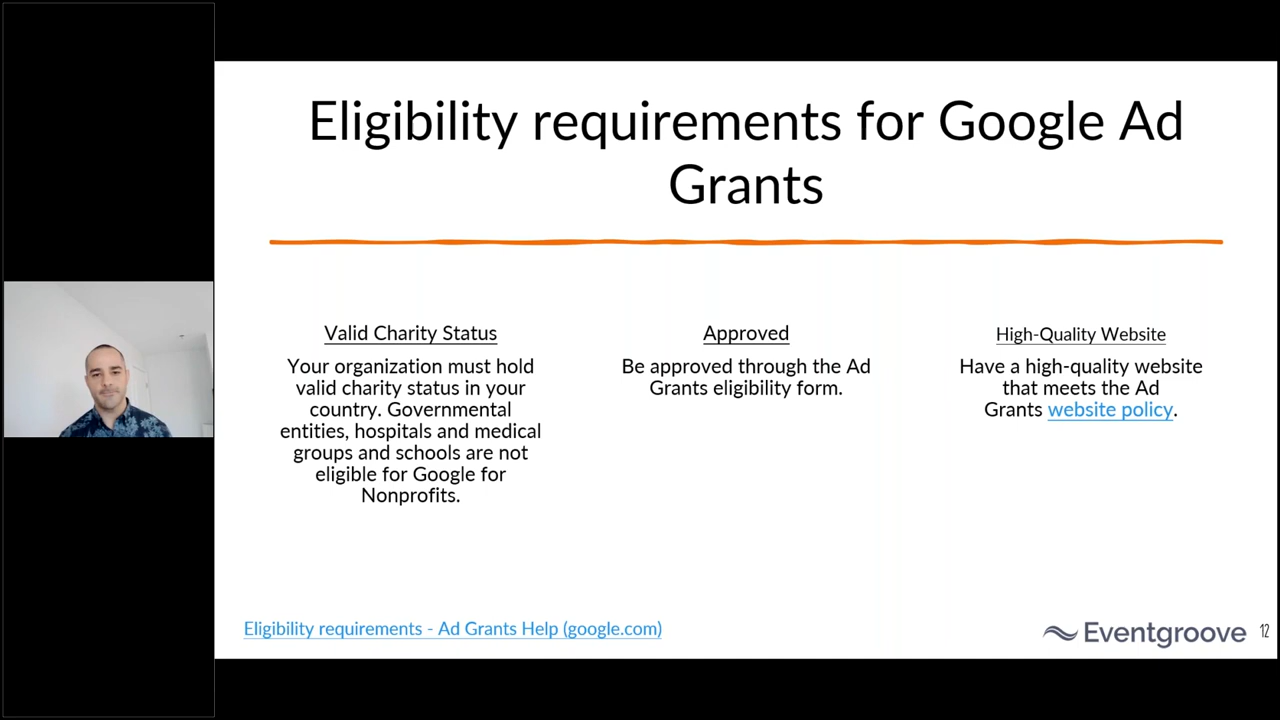 Eligibility requirements for Google Ad
Grants
Valid Charity Status
Your organization must hold
valid charity status in your
country. Governmental
entities, hospitals and medical
groups and schools are not
eligible for Google for
Nonprofits.
Approved
Be approved through the Ad
Grants eligibility form.
High-Quality Website
Have a high-quality website
that meets the Ad
Grants website policy.
Eligibility requirements - Ad Grants Help (google.com)
Eventgroove
12